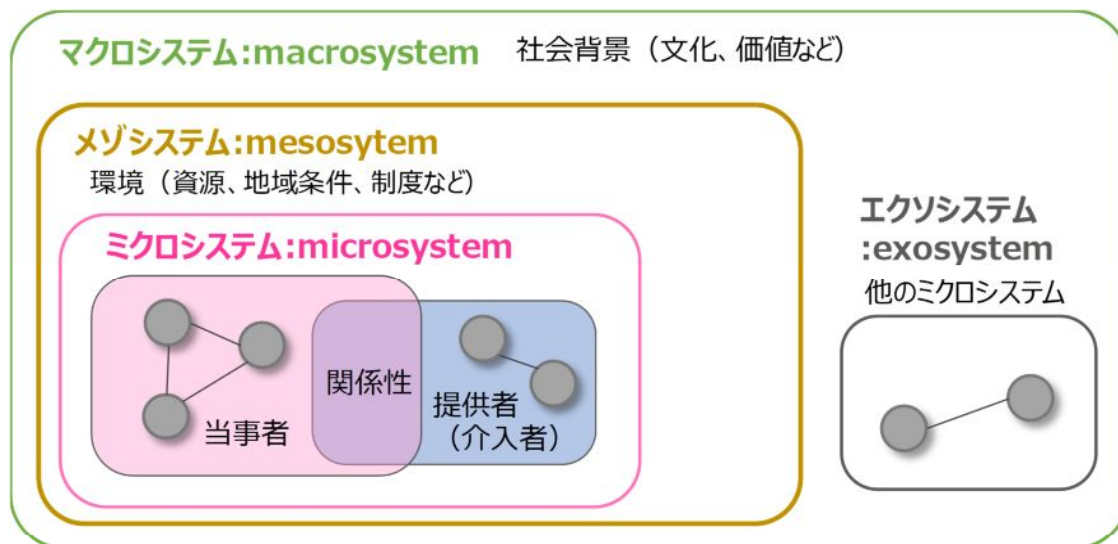 マクロシステム:macrosystem 社会背景（文化、価値など）
メゾシステム:mesosytem
環境（資源、地域条件、制度など）
ミクロシステム:microsystem
当事者
関係性
提供者
（介入者）
エクソシステム
:exosystem
他のミクロシステム